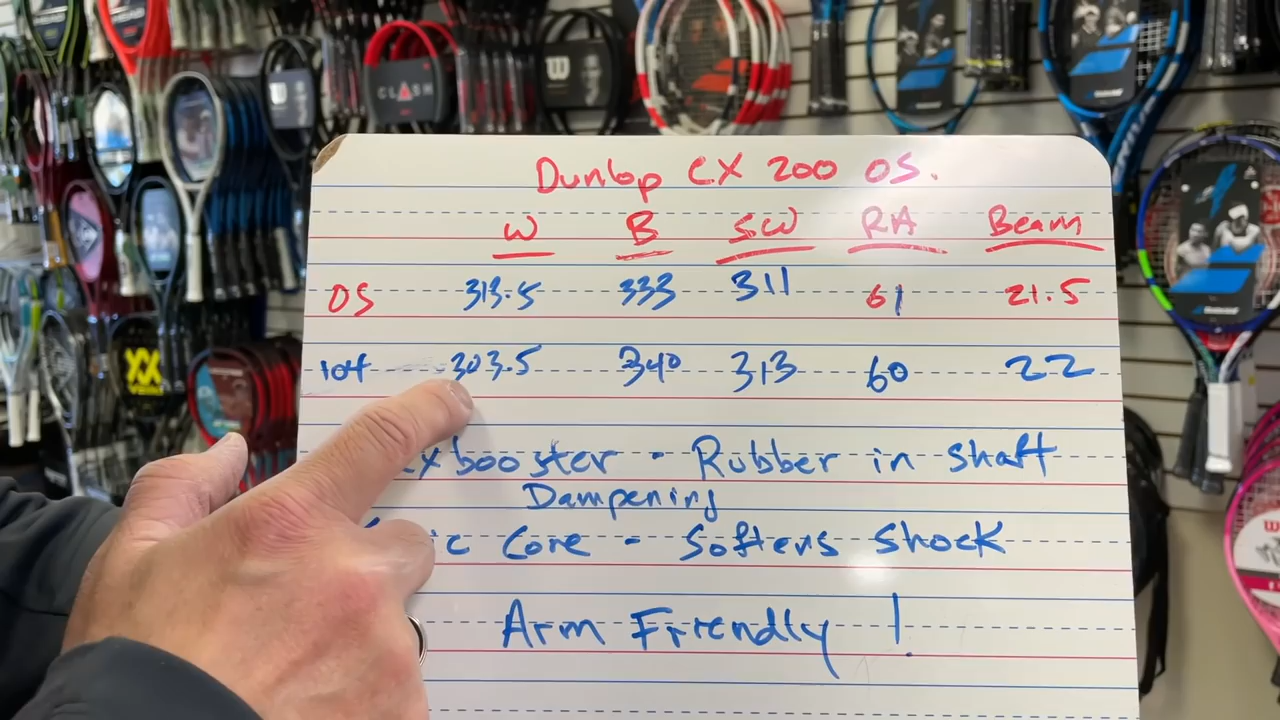 CLASH
W
Dunlop CX 200 OS.
W B SW RA Beam
OS 313.5 333 311 61 21.5
104 303.5 340 313 60 22
booster - Rubber in Shaft
Dampening
Core - Softens Shock
Arm Friendly !